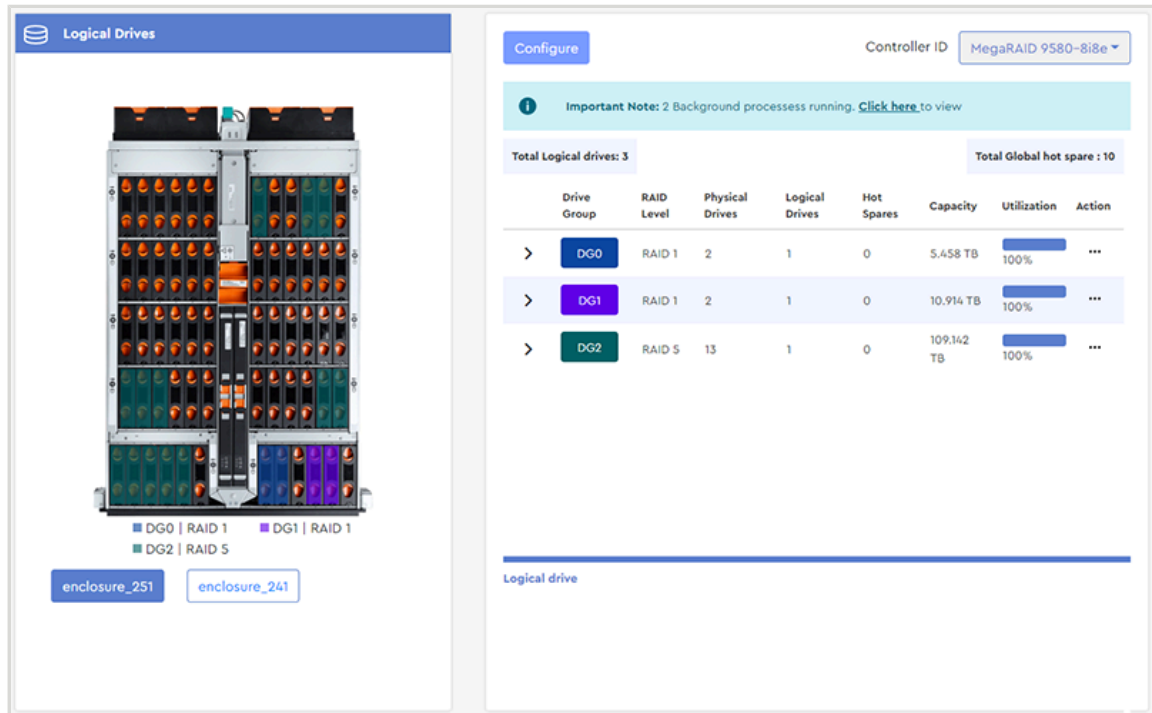 Logical Drives
DG0 | RAID 1
DG1 | RAID 1
DG2 | RAID 5
enclosure_251
enclosure_241
Configure
Controller ID
MegaRAID 9580-8i8e
Important Note: 2 Background processess running. Click here to view
Total Logical drives: 3
Total Global hot spare : 10
Drive Group RAID Level Physical Drives Logical Drives Hot Spares Capacity Utilization Action
DG0 RAID 1 2 1 0 5.458 TB 100% ...
DG1 RAID 1 2 1 0 10.914 TB 100% ...
DG2 RAID 5 13 1 0 109.142 TB 100% ...
Logical drive